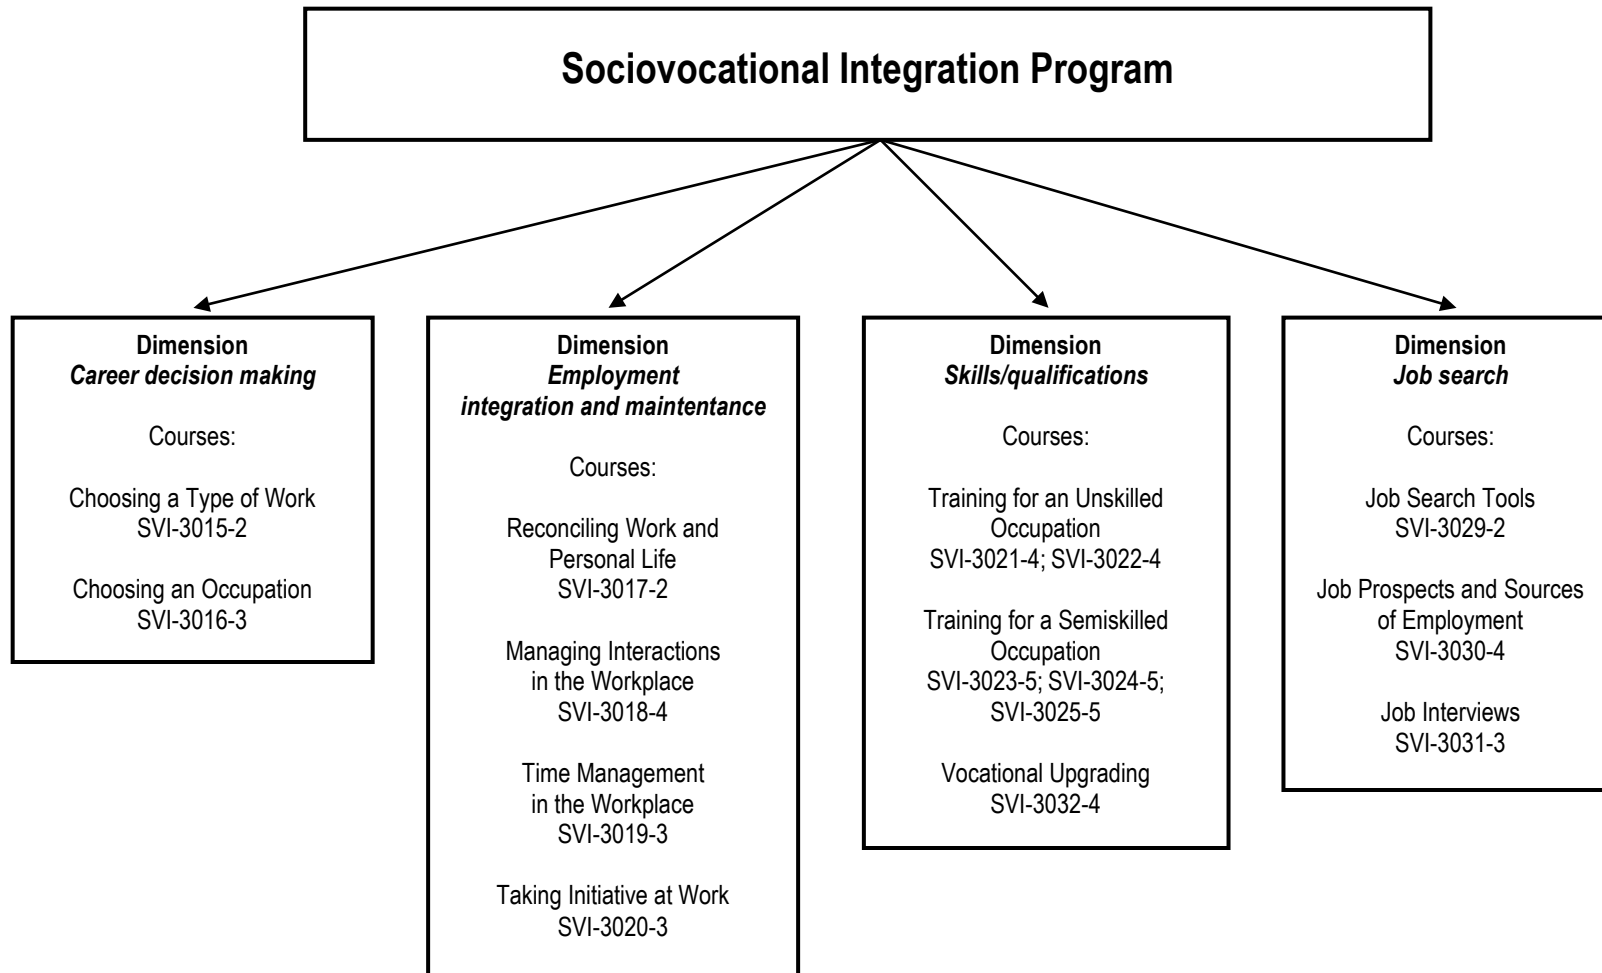 Sociovocational Integration Program
Dimension
Career decision making
Courses:
Choosing a Type of Work
SVI-3015-2
Choosing an Occupation
SVI-3016-3
Dimension
Employment
integration and maintentance
Courses:
Reconciling Work and
Personal Life
SVI-3017-2
Managing Interactions
in the Workplace
SVI-3018-4
Time Management
in the Workplace
SVI-3019-3
Taking Initiative at Work
SVI-3020-3
Dimension
Skills/qualifications
Courses:
Training for an Unskilled
Occupation
SVI-3021-4; SVI-3022-4
Training for a Semiskilled
Occupation
SVI-3023-5; SVI-3024-5;
SVI-3025-5
Vocational Upgrading
SVI-3032-4
Dimension
Job search
Courses:
Job Search Tools
SVI-3029-2
Job Prospects and Sources
of Employment
SVI-3030-4
Job Interviews
SVI-3031-3